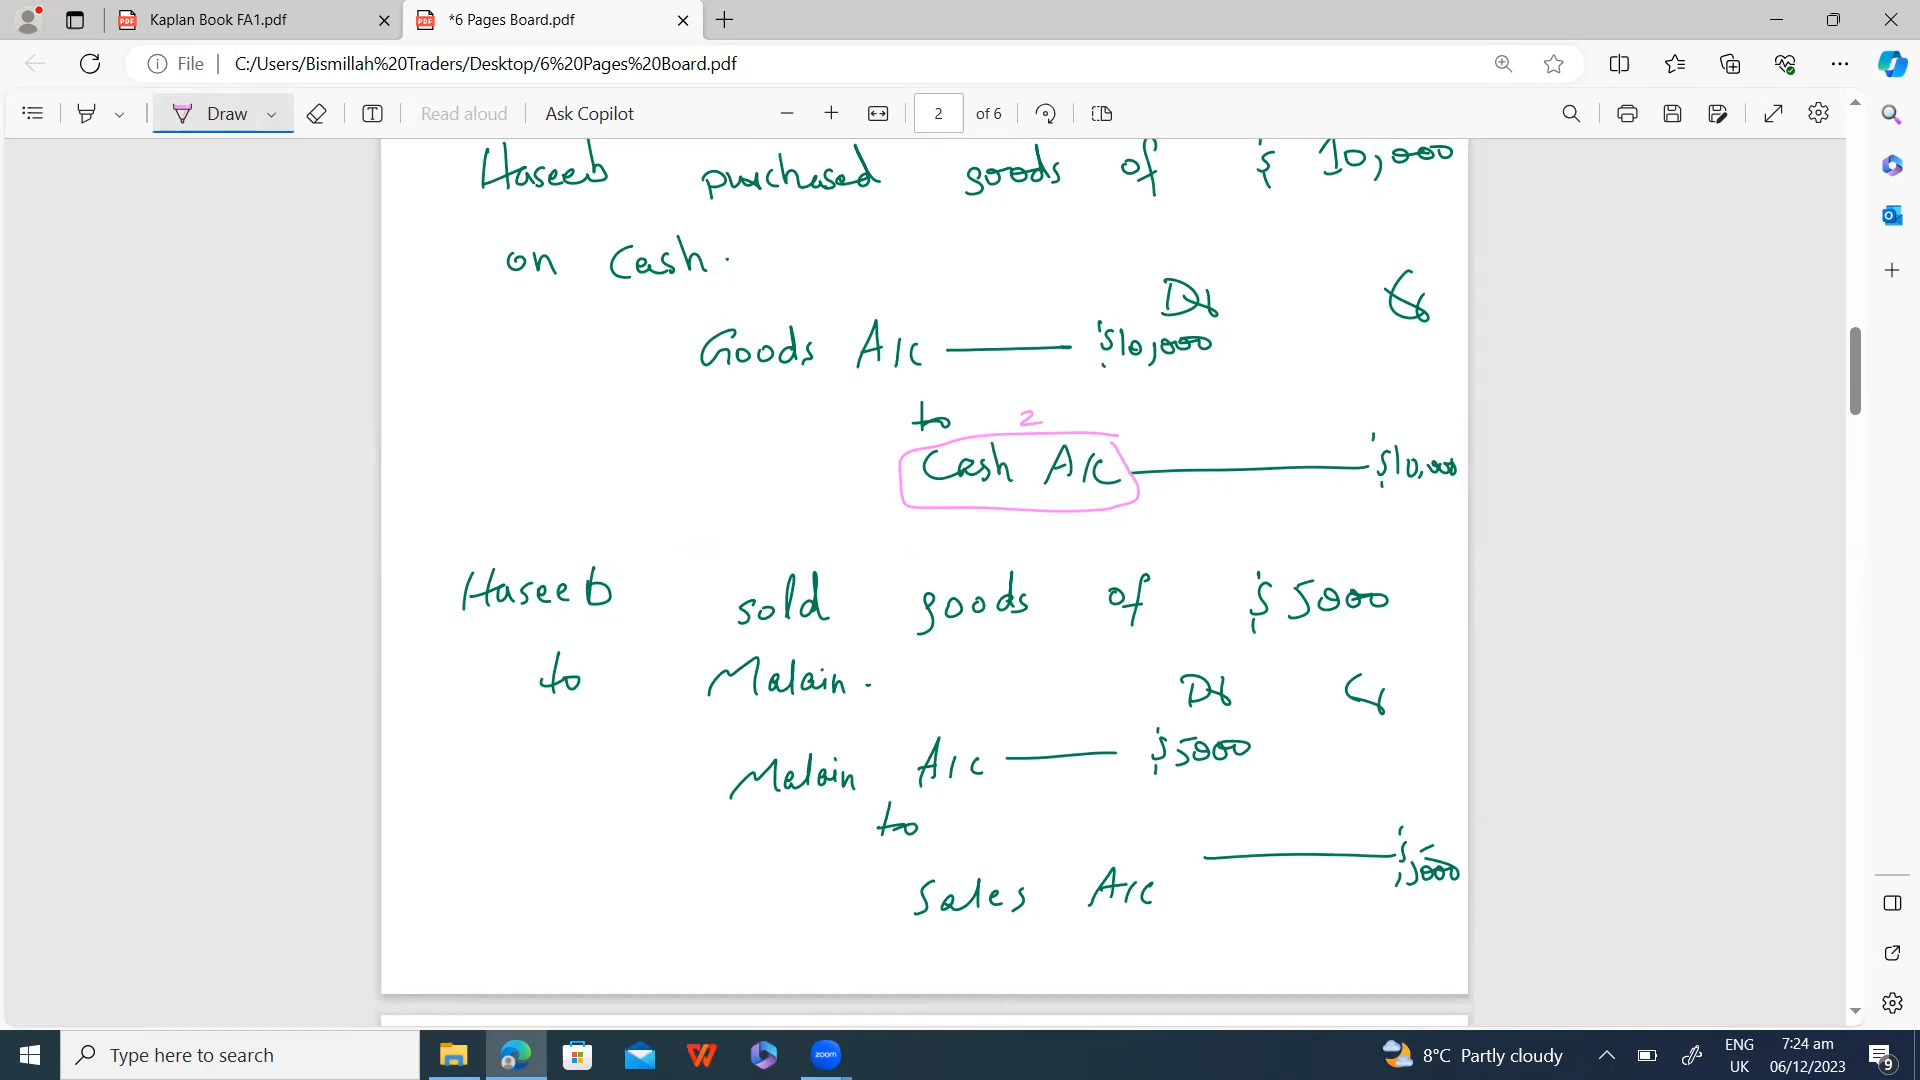 Kaplan Book FA1.pdf
*6 Pages Board.pdf
File
C:/Users/Bismillah%20Traders/Desktop/6%20Pages%20Board.pdf
Draw
Read aloud
Ask Copilot
2 of 6
Haseeb purchased goods of $ 10,000
on Cash.
Dr Cr
Goods A/c $10,000
to 2
Cash A/C $10,000
Haseeb sold goods of $ 5000
to Malain.
Dr Cr
Malain A/c $5000
to
Sales A/c $5000
Type here to search
zoom
8°C Partly cloudy
ENG
UK
7:24 am
06/12/2023
9